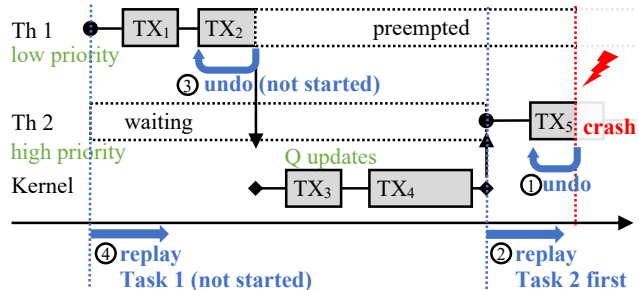 Th 1
TX₁
TX₂
preempted
low priority
③ undo (not started)
Th 2
waiting
TX₅
crash
high priority
Q updates
① undo
Kernel
TX₃
TX₄
④ replay
Task 1 (not started)
② replay
Task 2 first